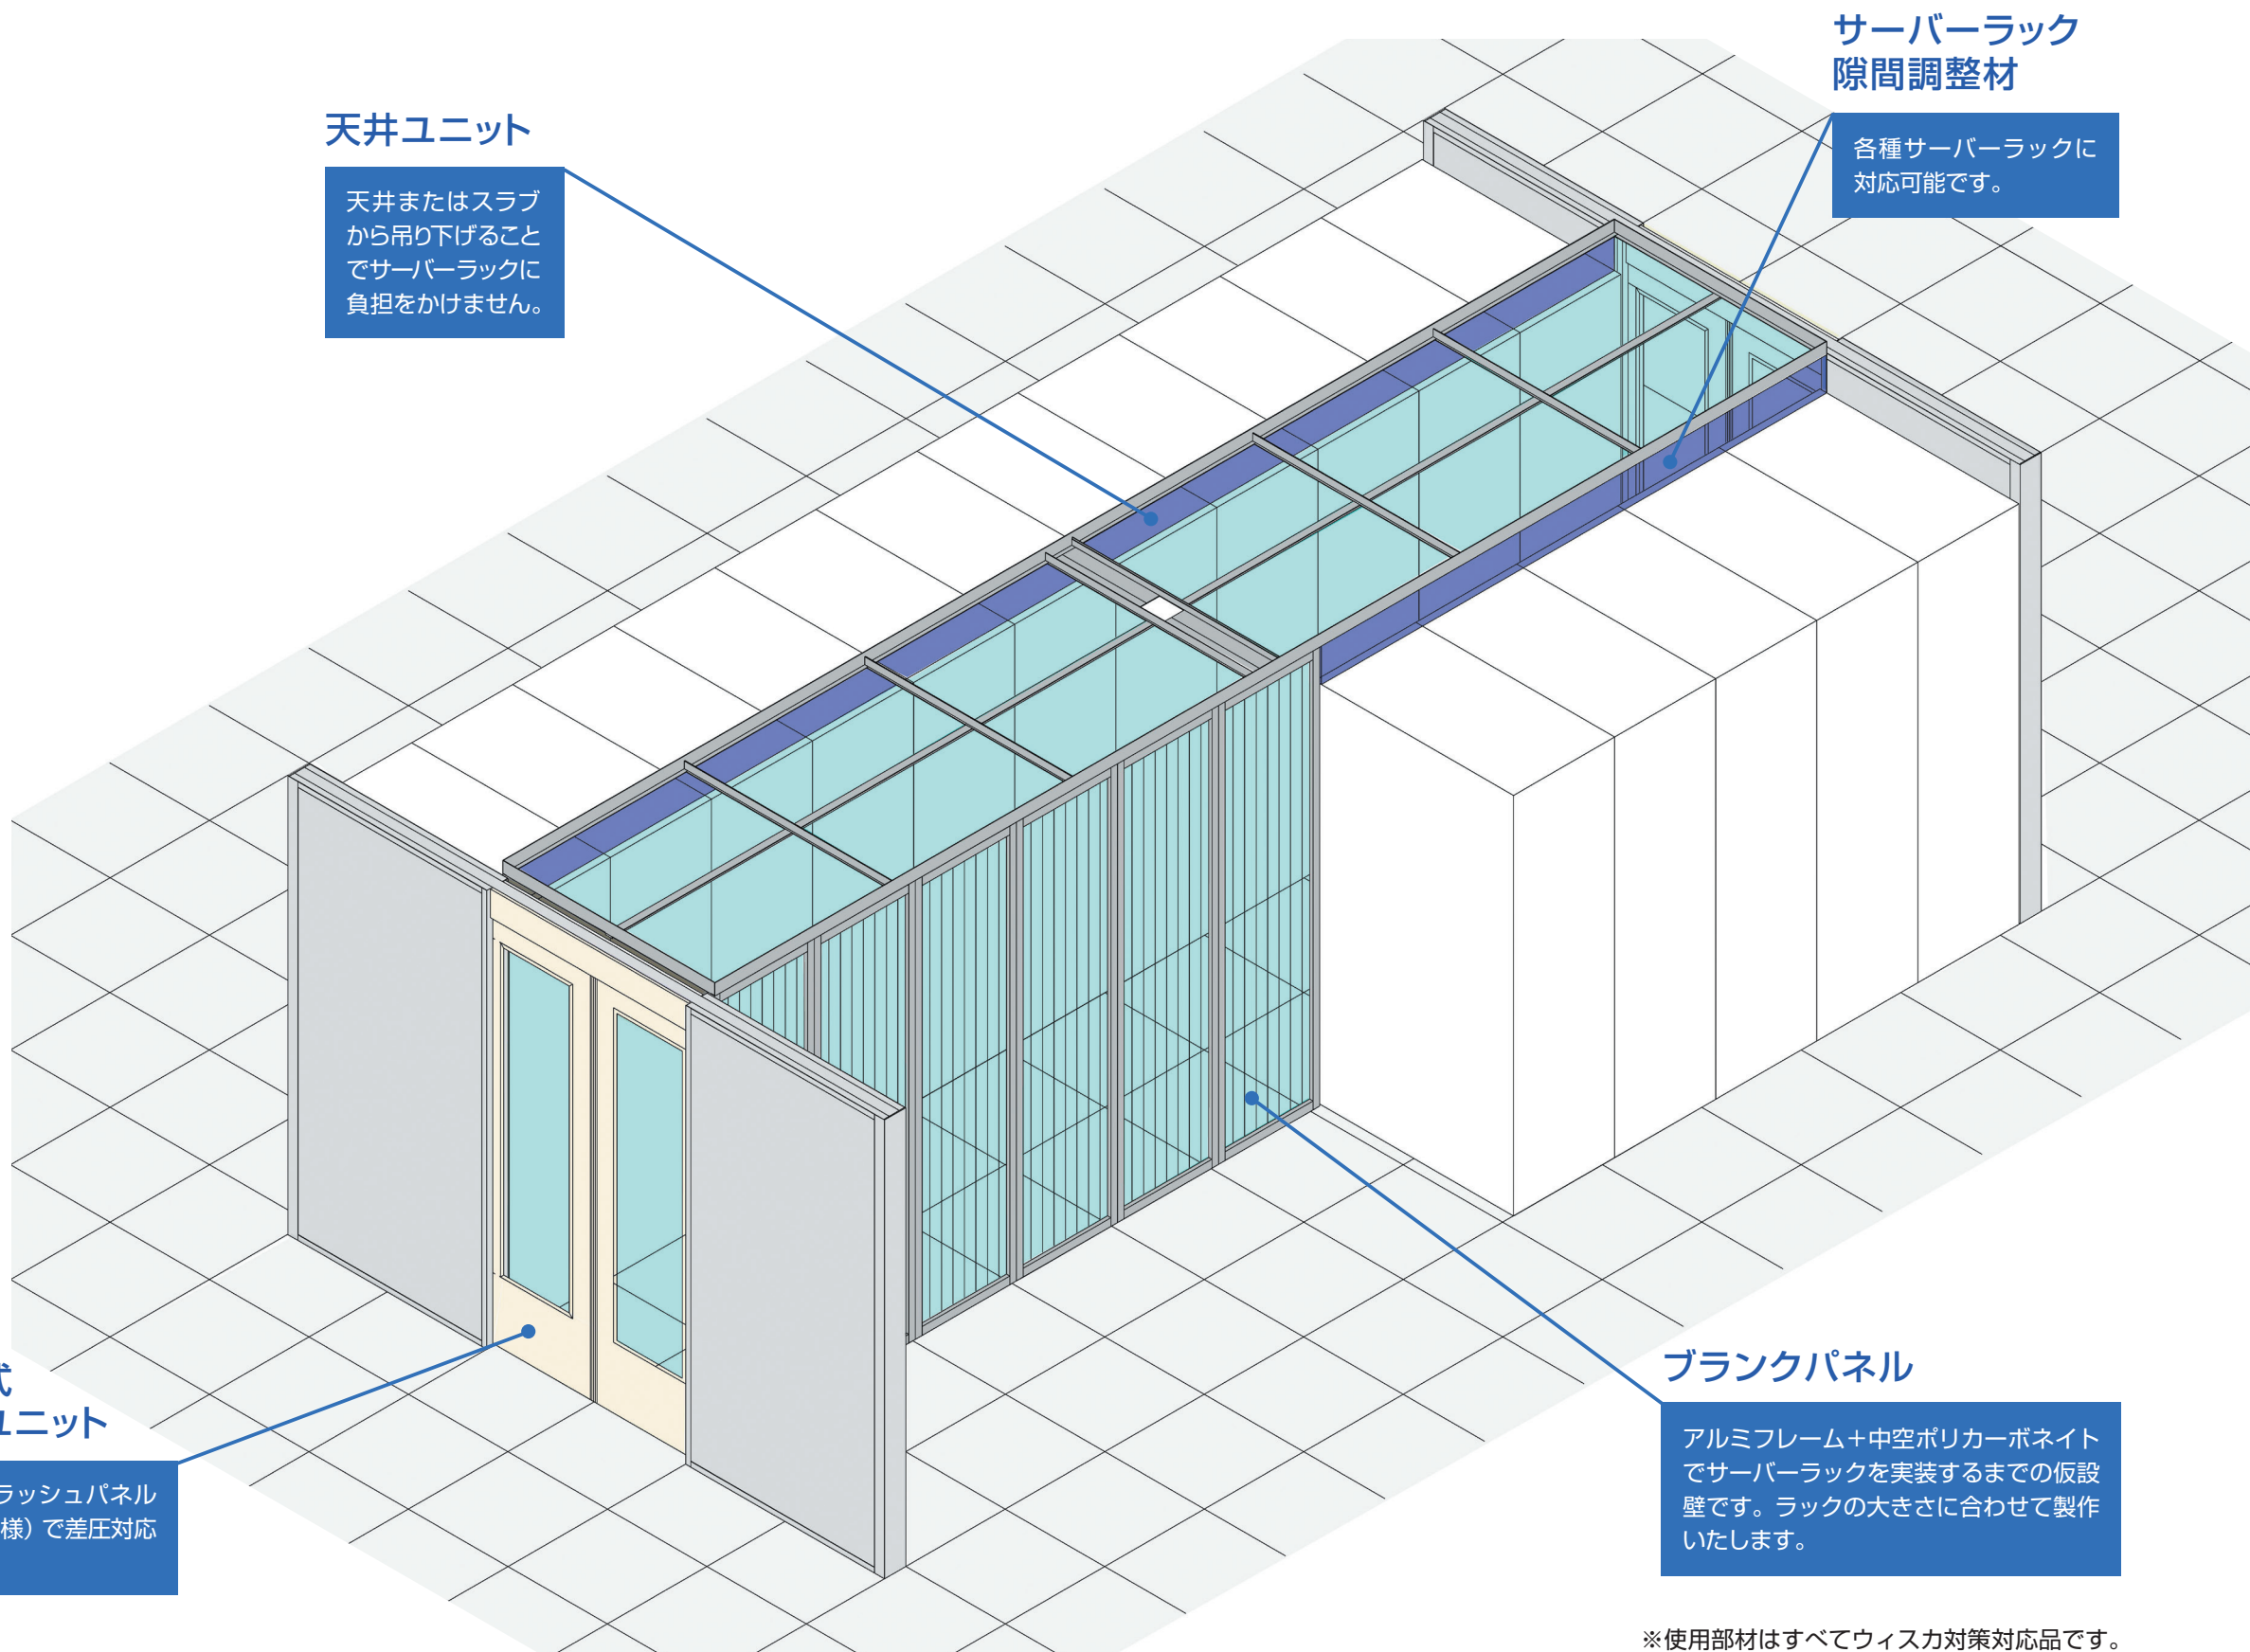 サーバーラック
隙間調整材
各種サーバーラックに
対応可能です。
天井ユニット
天井またはスラブ
から吊り下げること
でサーバーラックに
負担をかけません。
式
ユニット
ラッシュパネル
様）で差圧対応
ブランクパネル
アルミフレーム＋中空ポリカーボネイト
でサーバーラックを実装するまでの仮設
壁です。ラックの大きさに合わせて製作
いたします。
※使用部材はすべてウィスカ対策対応品です。